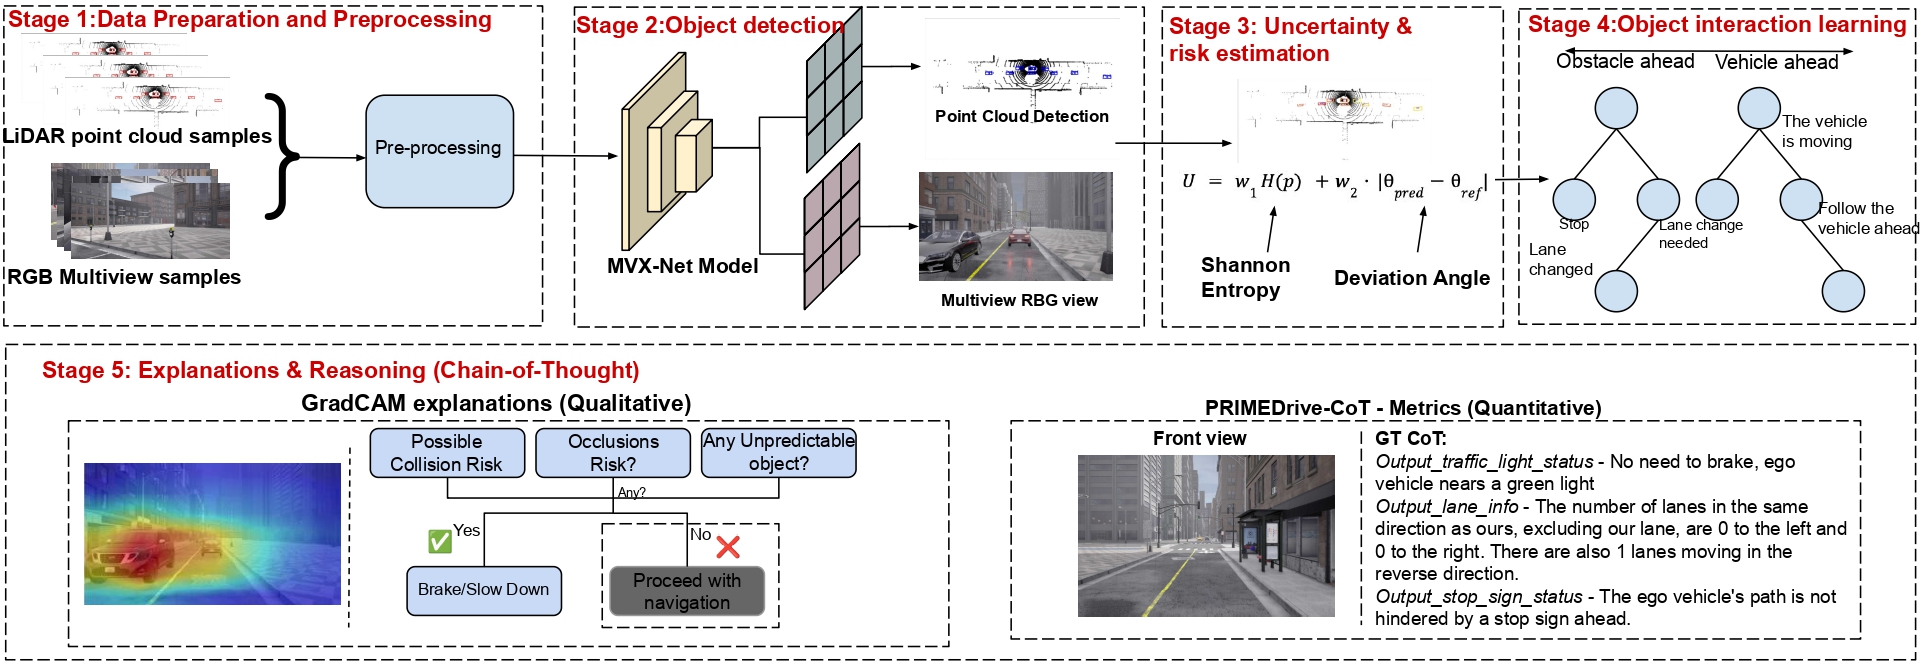 Stage 1:Data Preparation and Preprocessing
LiDAR point cloud samples
RGB Multiview samples
Pre-processing
Stage 2:Object detection
MVX-Net Model
Point Cloud Detection
Multiview RBG view
Stage 3: Uncertainty &
risk estimation
U = w₁H(p) + w₂ · |θ_pred − θ_ref|
Shannon
Entropy
Deviation Angle
Stage 4:Object interaction learning
Obstacle ahead
Vehicle ahead
The vehicle
is moving
Stop
Lane change
needed
Follow the
vehicle ahead
Lane
changed
Stage 5: Explanations & Reasoning (Chain-of-Thought)
GradCAM explanations (Qualitative)
Possible
Collision Risk
Occlusions
Risk?
Any Unpredictable
object?
Any?
Yes
No
Brake/Slow Down
Proceed with
navigation
PRIMEDrive-CoT - Metrics (Quantitative)
Front view
GT CoT:
Output_traffic_light_status - No need to brake, ego
vehicle nears a green light
Output_lane_info - The number of lanes in the same
direction as ours, excluding our lane, are 0 to the left and
0 to the right. There are also 1 lanes moving in the
reverse direction.
Output_stop_sign_status - The ego vehicle's path is not
hindered by a stop sign ahead.